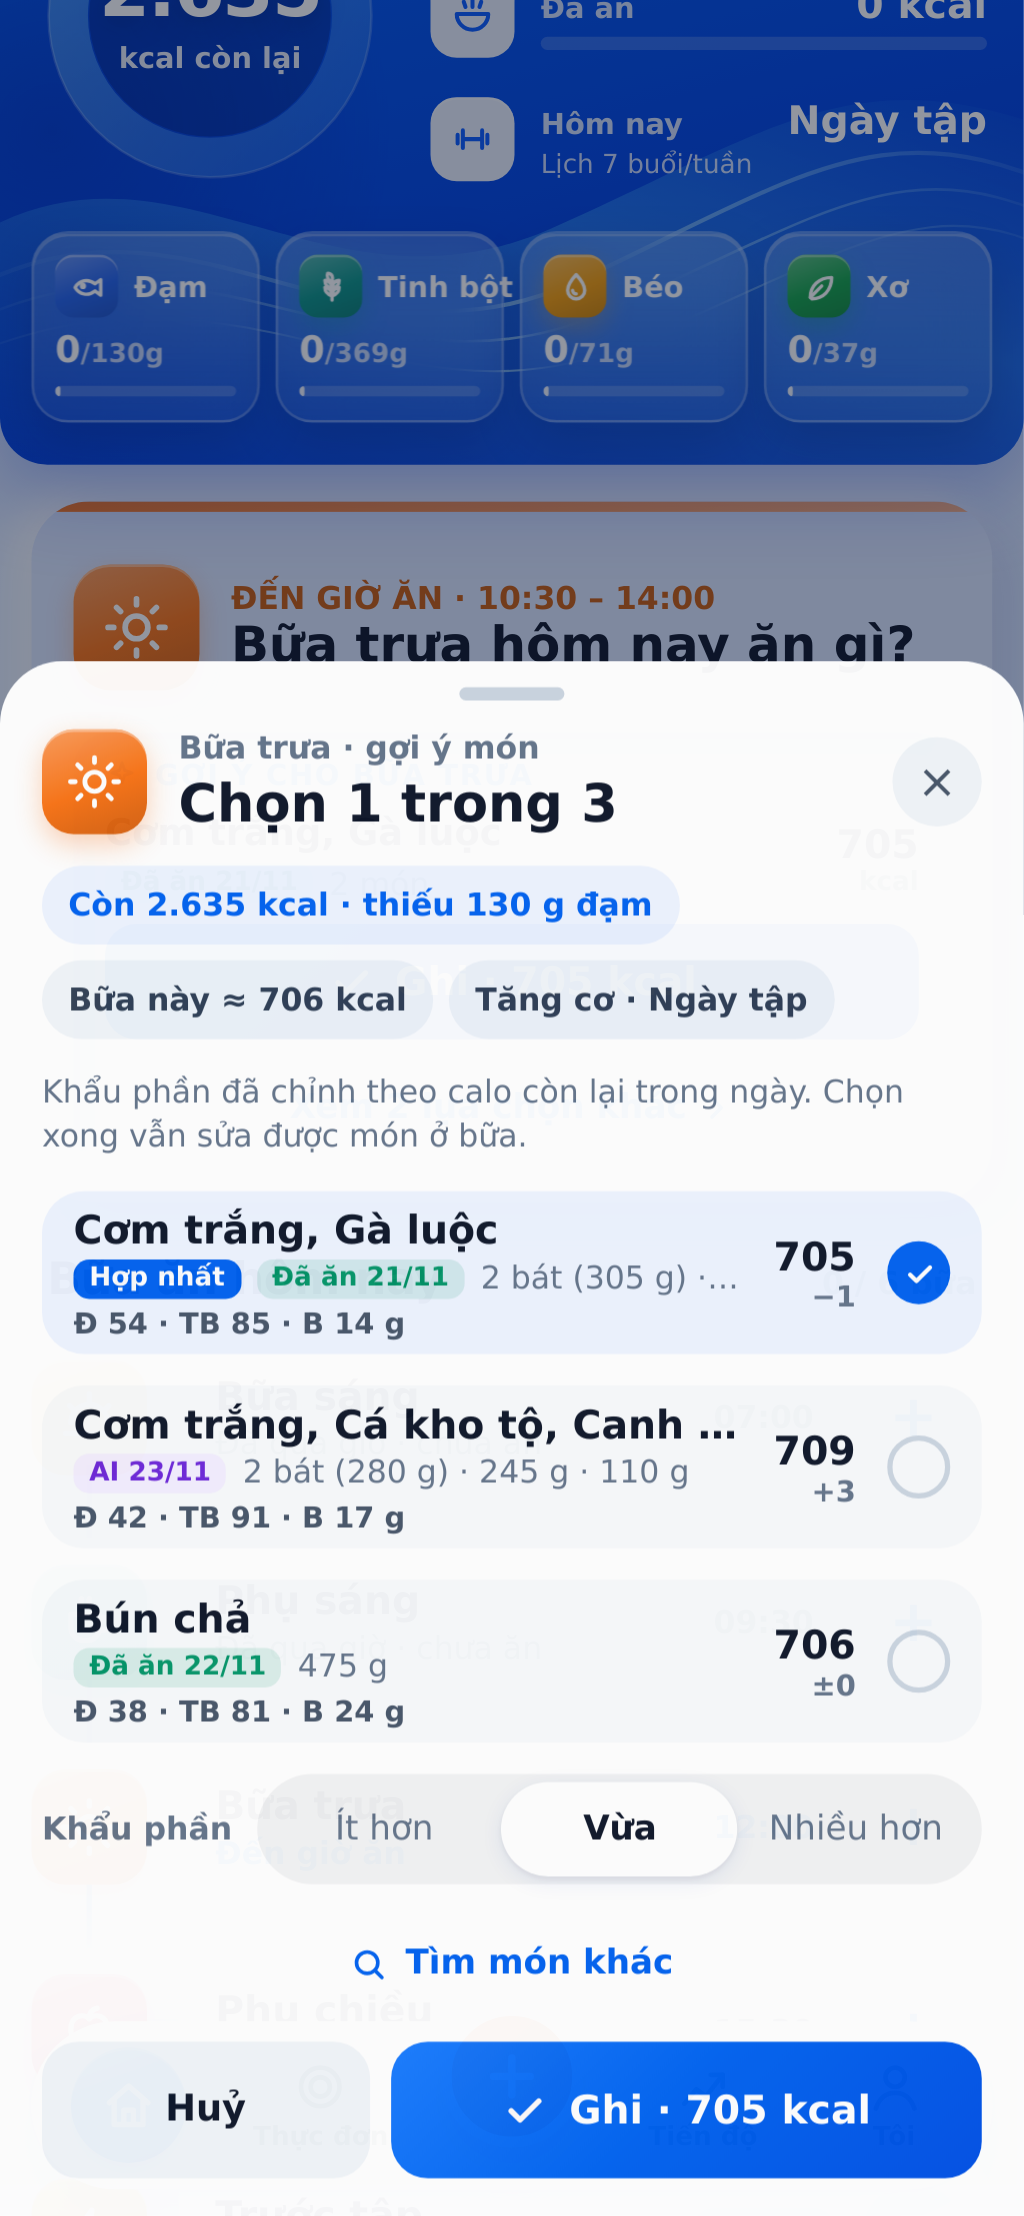 2.635
kcal còn lại
Đã ăn
0 kcal
Hôm nay
Lịch 7 buổi/tuần
Ngày tập
Đạm
0/130g
Tinh bột
0/369g
Béo
0/71g
Xơ
0/37g
ĐẾN GIỜ ĂN · 10:30 – 14:00
Bữa trưa hôm nay ăn gì?
Bữa trưa · gợi ý món
Chọn 1 trong 3
Còn 2.635 kcal · thiếu 130 g đạm
Bữa này ≈ 706 kcal
Tăng cơ · Ngày tập
Khẩu phần đã chỉnh theo calo còn lại trong ngày. Chọn
xong vẫn sửa được món ở bữa.
Cơm trắng, Gà luộc
Hợp nhất
Đã ăn 21/11
2 bát (305 g) ·...
Đ 54 · TB 85 · B 14 g
705
−1
Cơm trắng, Cá kho tộ, Canh ...
AI 23/11
2 bát (280 g) · 245 g · 110 g
Đ 42 · TB 91 · B 17 g
709
+3
Bún chả
Đã ăn 22/11
475 g
Đ 38 · TB 81 · B 24 g
706
±0
Khẩu phần
Ít hơn
Vừa
Nhiều hơn
Tìm món khác
Huỷ
Ghi · 705 kcal